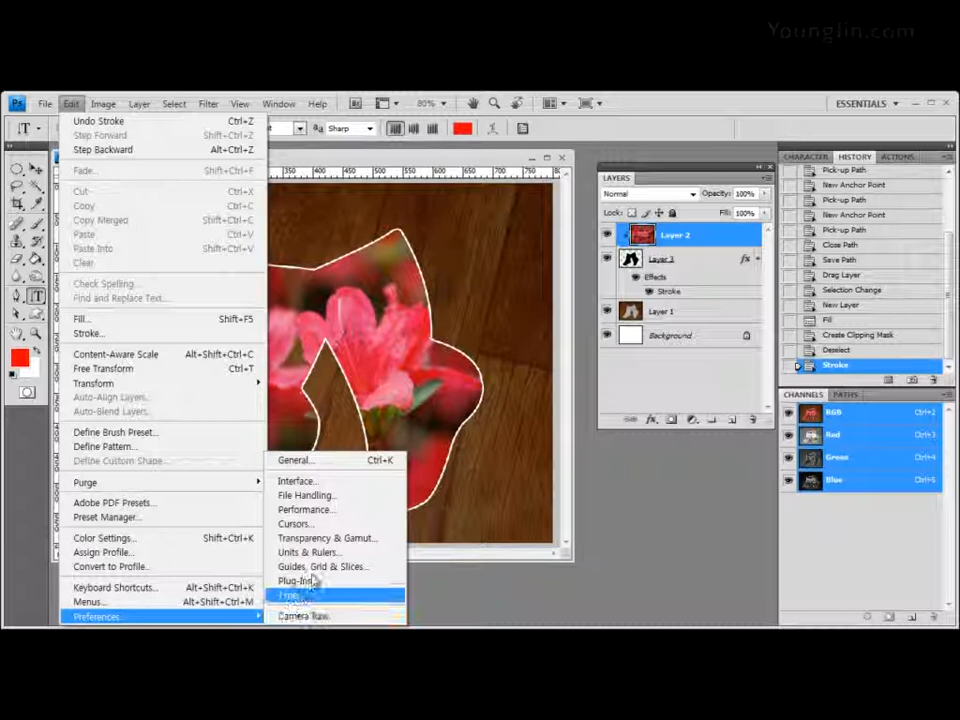 Younglin.com
Ps File Edit Image Layer Select Filter View Window Help Br 80% ESSENTIALS
Sharp
Undo Stroke Ctrl+Z
Step Forward Shift+Ctrl+Z
Step Backward Alt+Ctrl+Z
Fade... Shift+Ctrl+F
Cut Ctrl+X
Copy Ctrl+C
Copy Merged Shift+Ctrl+C
Paste Ctrl+V
Paste Into Shift+Ctrl+V
Clear
Check Spelling...
Find and Replace Text...
Fill... Shift+F5
Stroke...
Content-Aware Scale Alt+Shift+Ctrl+C
Free Transform Ctrl+T
Transform
Auto-Align Layers...
Auto-Blend Layers...
Define Brush Preset...
Define Pattern...
Define Custom Shape...
Purge
Adobe PDF Presets...
Preset Manager...
Color Settings... Shift+Ctrl+K
Assign Profile...
Convert to Profile...
Keyboard Shortcuts... Alt+Shift+Ctrl+K
Menus... Alt+Shift+Ctrl+M
Preferences
General... Ctrl+K
Interface...
File Handling...
Performance...
Cursors...
Transparency & Gamut...
Units & Rulers...
Guides, Grid & Slices...
Plug-Ins...
Type...
Camera Raw...
350 400 450 500 550 600 650 700
LAYERS
Normal Opacity: 100%
Lock: Fill: 100%
Layer 2
Layer 3 fx
Effects
Stroke
Layer 1
Background
CHARACTER HISTORY ACTIONS
Pick-up Path
New Anchor Point
Pick-up Path
New Anchor Point
Pick-up Path
Close Path
Save Path
Drag Layer
Selection Change
New Layer
Fill
Create Clipping Mask
Deselect
Stroke
CHANNELS PATHS
RGB Ctrl+2
Red Ctrl+3
Green Ctrl+4
Blue Ctrl+5